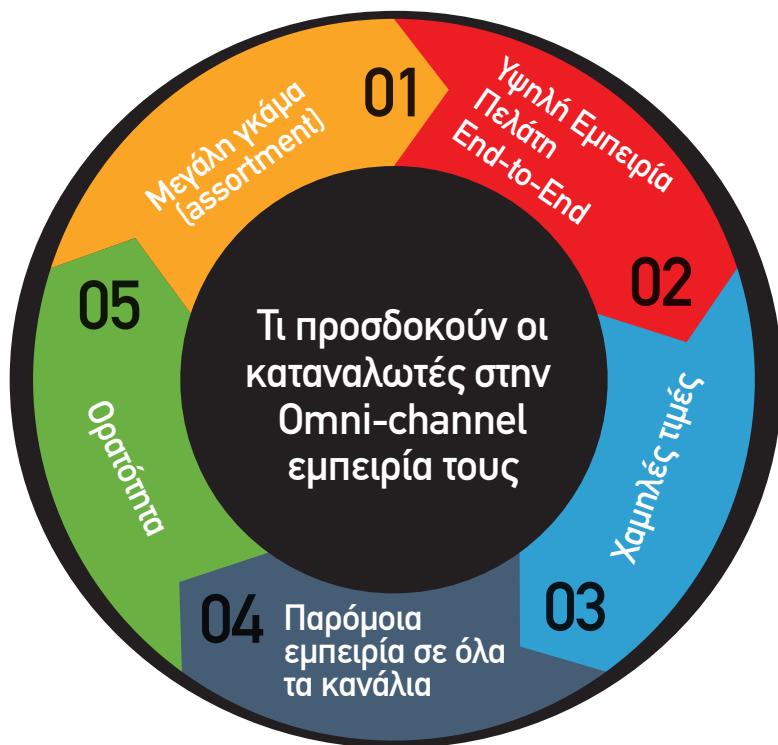 Τι προσδοκούν οι
καταναλωτές στην
Omni-channel
εμπειρία τους
01
Μεγάλη γκάμα
(assortment)
02
Υψηλή Εμπειρία
Πελάτη
End-to-End
03
Χαμηλές τιμές
04
Παρόμοια
εμπειρία σε όλα
τα κανάλια
05
Ορατότητα